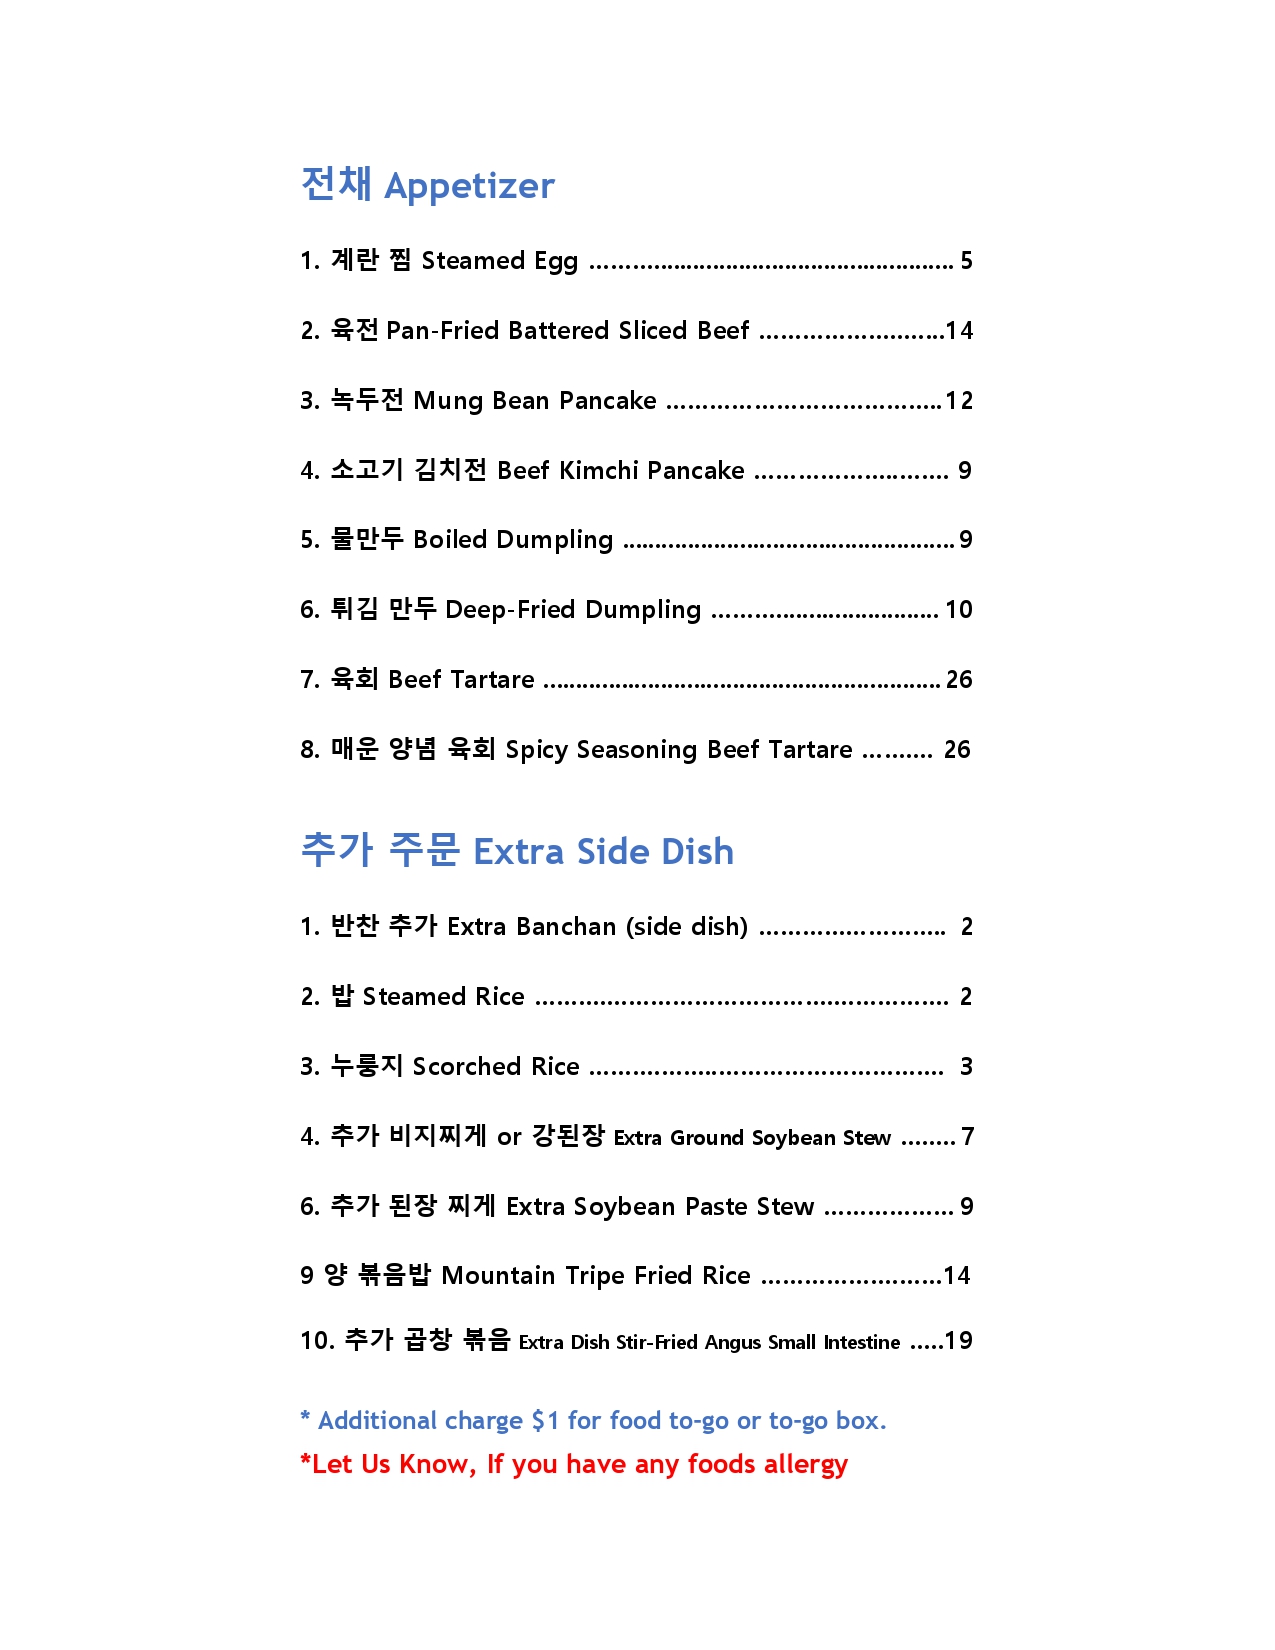 전채 Appetizer
1. 계란 찜 Steamed Egg ……................................................ 5
2. 육전 Pan-Fried Battered Sliced Beef ……………………...14
3. 녹두전 Mung Bean Pancake ………………………………..12
4. 소고기 김치전 Beef Kimchi Pancake ……………………… 9
5. 물만두 Boiled Dumpling .................................................... 9
6. 튀김 만두 Deep-Fried Dumpling ………......................... 10
7. 육회 Beef Tartare .............................................................. 26
8. 매운 양념 육회 Spicy Seasoning Beef Tartare ………. 26
추가 주문 Extra Side Dish
1. 반찬 추가 Extra Banchan (side dish) …………………….. 2
2. 밥 Steamed Rice ………………………………………………… 2
3. 누룽지 Scorched Rice ………………………………………… 3
4. 추가 비지찌게 or 강된장 Extra Ground Soybean Stew ........ 7
6. 추가 된장 찌게 Extra Soybean Paste Stew ……………… 9
9 양 볶음밥 Mountain Tripe Fried Rice …………………….14
10. 추가 곱창 볶음 Extra Dish Stir-Fried Angus Small Intestine .....19
* Additional charge $1 for food to-go or to-go box.
*Let Us Know, If you have any foods allergy